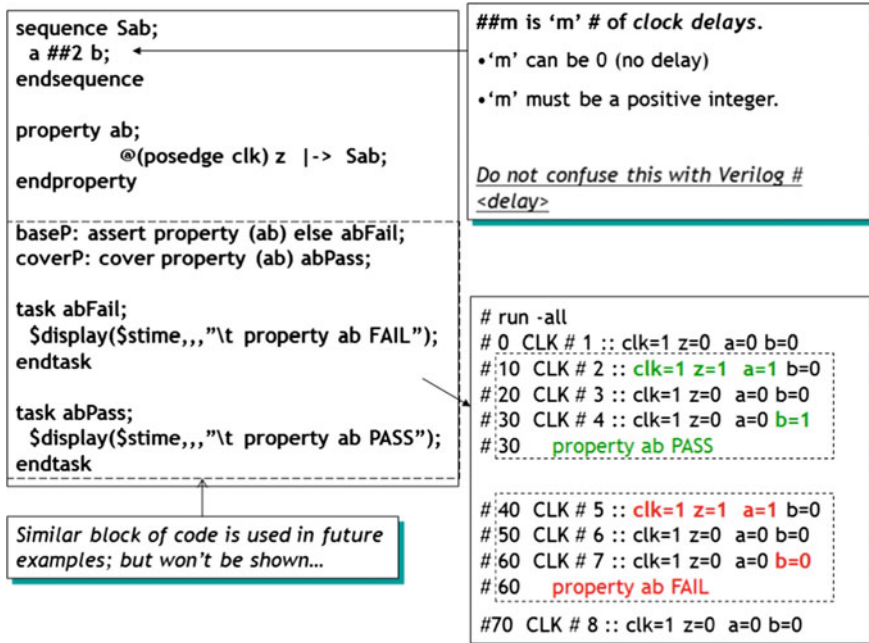 sequence Sab;
a ##2 b;
endsequence
property ab;
@(posedge clk) z |-> Sab;
endproperty
baseP: assert property (ab) else abFail;
coverP: cover property (ab) abPass;
task abFail;
$display($stime,,,"\t property ab FAIL");
endtask
task abPass;
$display($stime,,,"\t property ab PASS");
endtask
Similar block of code is used in future
examples; but won't be shown…
##m is 'm' # of clock delays.
•'m' can be 0 (no delay)
•'m' must be a positive integer.
Do not confuse this with Verilog #
<delay>
# run -all
# 0 CLK # 1 :: clk=1 z=0 a=0 b=0
# 10 CLK # 2 :: clk=1 z=1 a=1 b=0
# 20 CLK # 3 :: clk=1 z=0 a=0 b=0
# 30 CLK # 4 :: clk=1 z=0 a=0 b=1
# 30 property ab PASS
# 40 CLK # 5 :: clk=1 z=1 a=1 b=0
# 50 CLK # 6 :: clk=1 z=0 a=0 b=0
# 60 CLK # 7 :: clk=1 z=0 a=0 b=0
# 60 property ab FAIL
#70 CLK # 8 :: clk=1 z=0 a=0 b=0